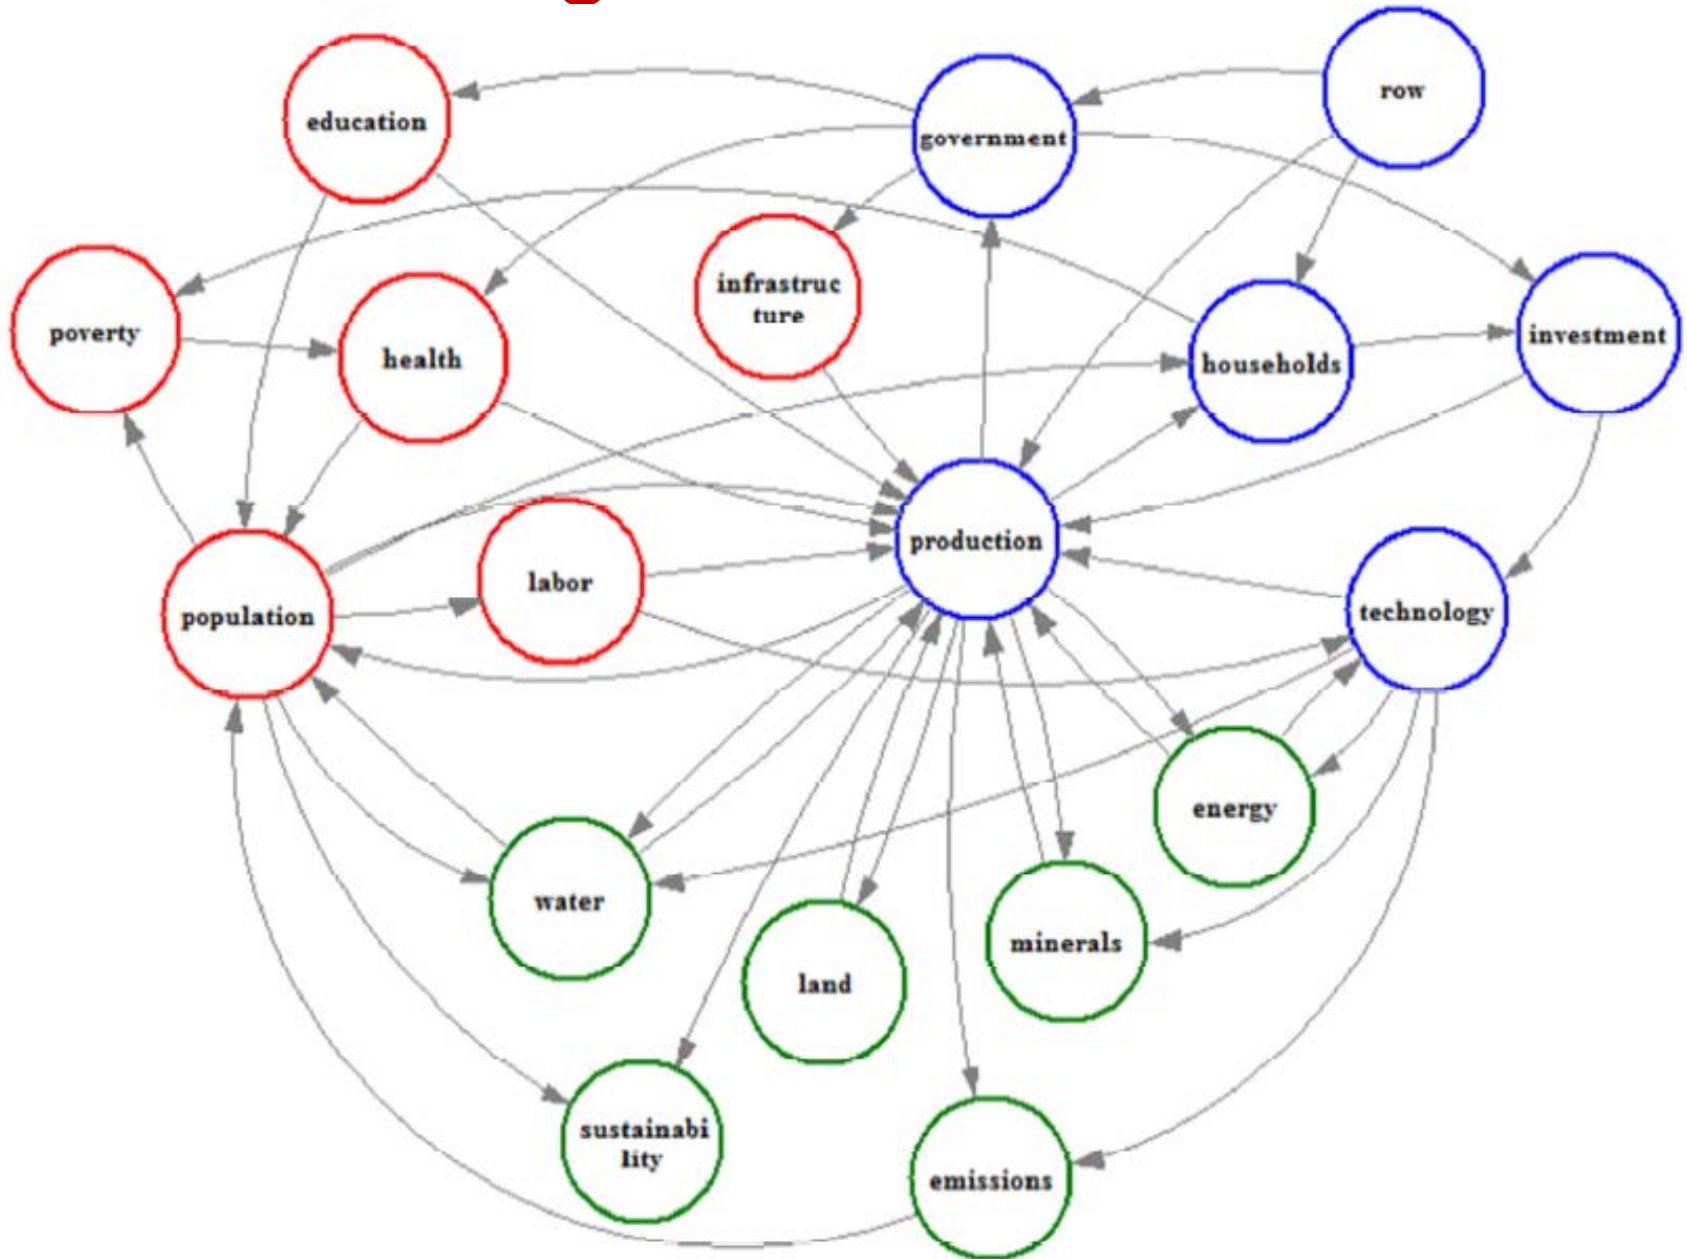 row
education
government
infrastruc
ture
poverty
health
households
investment
production
labor
population
technology
energy
water
minerals
land
sustainabi
lity
emissions